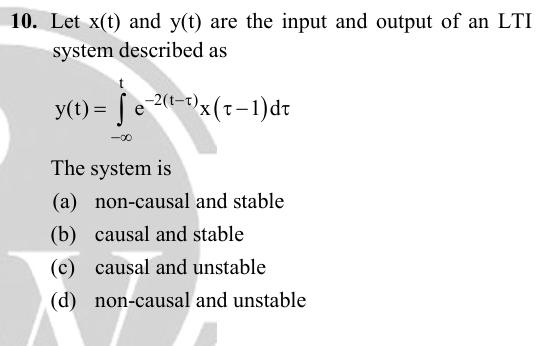 10. Let x(t) and y(t) are the input and output of an LTI
system described as
y(t) = ∫_{-∞}^{t} e^{-2(t-τ)} x(τ-1)dτ
The system is
(a) non-causal and stable
(b) causal and stable
(c) causal and unstable
(d) non-causal and unstable